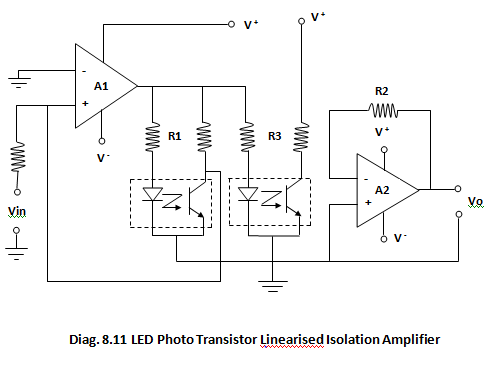 V+
V+
A1
-
+
R2
V+
R1
R3
V-
-
A2
+
Vo
Vin
V-
Diag. 8.11 LED Photo Transistor Linearised Isolation Amplifier